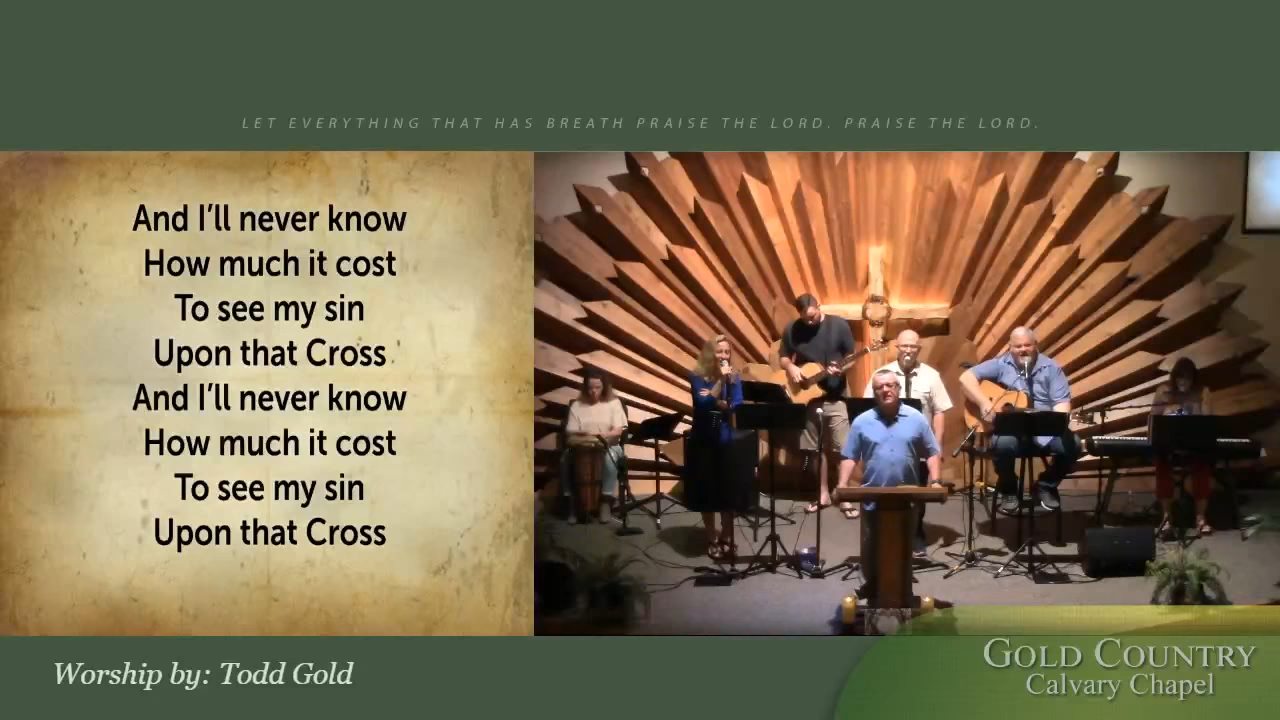 LET EVERYTHING THAT HAS BREATH PRAISE THE LORD. PRAISE THE LORD.
And I'll never know
How much it cost
To see my sin
Upon that Cross
And I'll never know
How much it cost
To see my sin
Upon that Cross
Worship by: Todd Gold
GOLD COUNTRY
Calvary Chapel